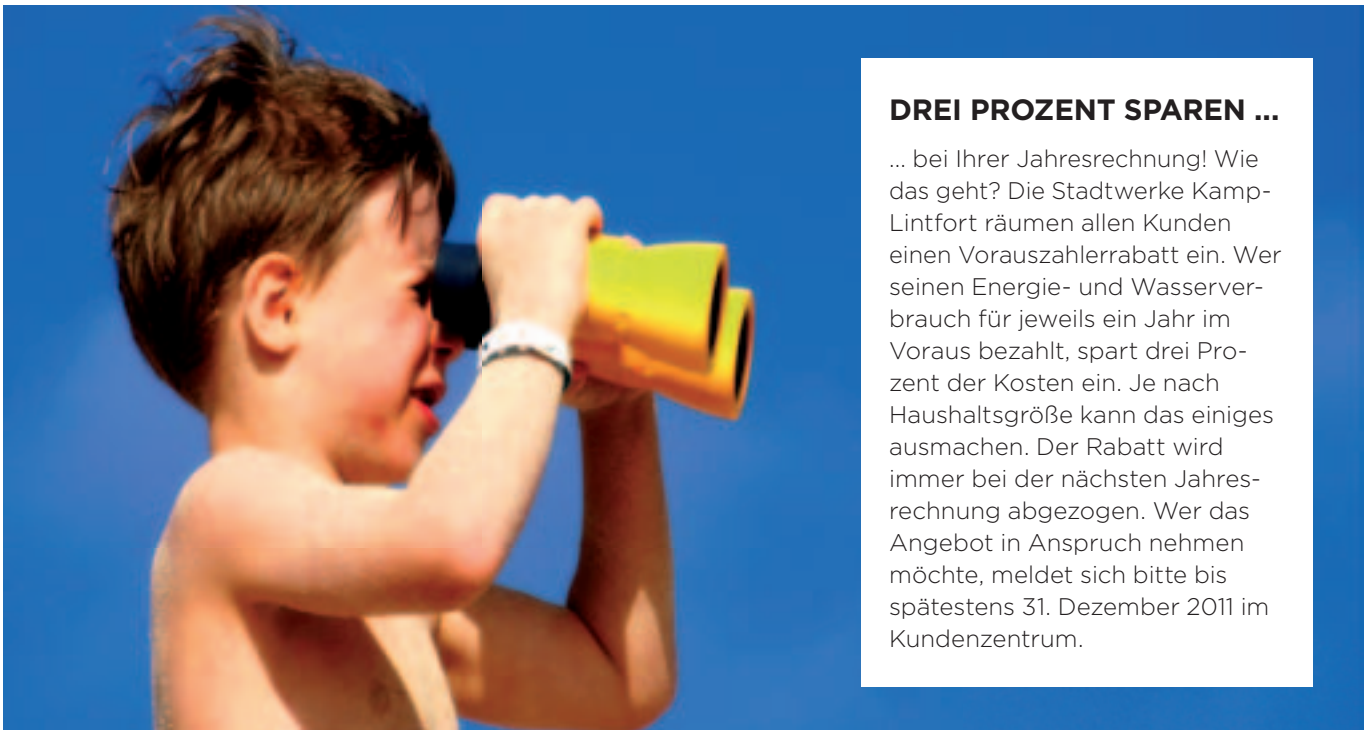 DREI PROZENT SPAREN ...
... bei Ihrer Jahresrechnung! Wie
das geht? Die Stadtwerke Kamp-
Lintfort räumen allen Kunden
einen Vorauszahlerrabatt ein. Wer
seinen Energie- und Wasserver-
brauch für jeweils ein Jahr im
Voraus bezahlt, spart drei Pro-
zent der Kosten ein. Je nach
Haushaltsgröße kann das einiges
ausmachen. Der Rabatt wird
immer bei der nächsten Jahres-
rechnung abgezogen. Wer das
Angebot in Anspruch nehmen
möchte, meldet sich bitte bis
spätestens 31. Dezember 2011 im
Kundenzentrum.